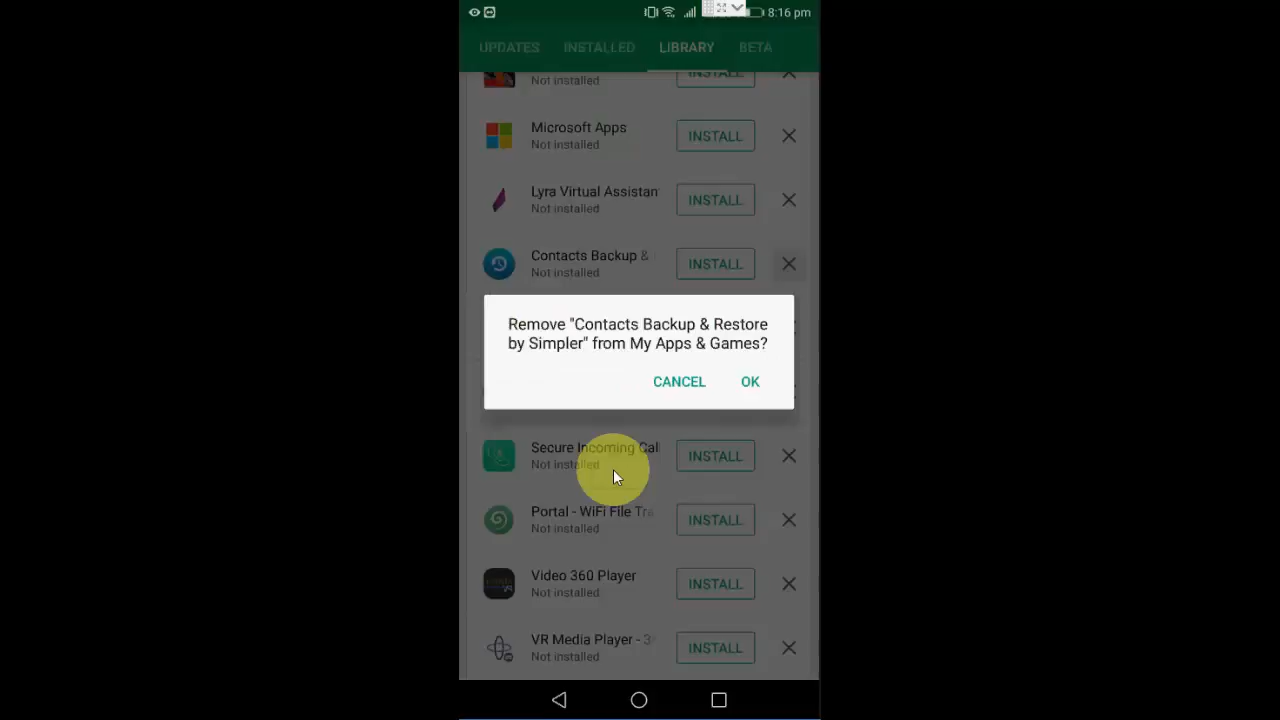 8:16 pm
UPDATES INSTALLED LIBRARY BETA
Not installed INSTALL
Microsoft Apps
Not installed INSTALL
Lyra Virtual Assistan
Not installed INSTALL
Contacts Backup &
Not installed INSTALL
Remove "Contacts Backup & Restore
by Simpler" from My Apps & Games?
CANCEL OK
Secure Incoming Cal
Not installed INSTALL
Portal - WiFi File Tra
Not installed INSTALL
Video 360 Player
Not installed INSTALL
VR Media Player - 3
Not installed INSTALL